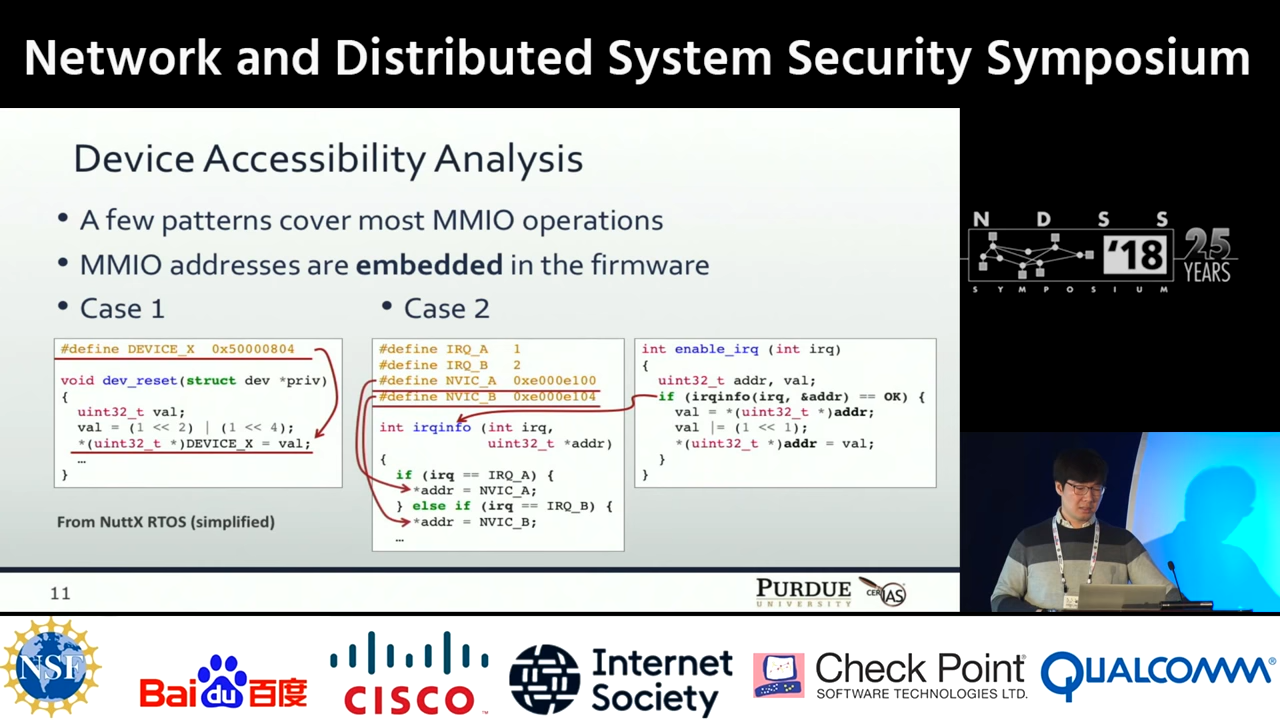 Network and Distributed System Security Symposium
Device Accessibility Analysis
• A few patterns cover most MMIO operations
• MMIO addresses are embedded in the firmware
• Case 1
#define DEVICE_X 0x50000804
void dev_reset(struct dev *priv)
{
uint32_t val;
val = (1 << 2) | (1 << 4);
*(uint32_t *)DEVICE_X = val;
…
}
From NuttX RTOS (simplified)
• Case 2
#define IRQ_A 1
#define IRQ_B 2
#define NVIC_A 0xe000e100
#define NVIC_B 0xe000e104
int irqinfo (int irq,
uint32_t *addr)
{
if (irq == IRQ_A) {
*addr = NVIC_A;
} else if (irq == IRQ_B) {
*addr = NVIC_B;
…
int enable_irq (int irq)
{
uint32_t addr, val;
if (irqinfo(irq, &addr) == OK) {
val = *(uint32_t *)addr;
val |= (1 << 1);
*(uint32_t *)addr = val;
}
}
11
PURDUE
UNIVERSITY
CERIAS
NDSS
'18
SYMPOSIUM
25
YEARS
NSF
Bai du 百度
CISCO™
Internet
Society
Check Point®
SOFTWARE TECHNOLOGIES LTD.
QUALCOMM®